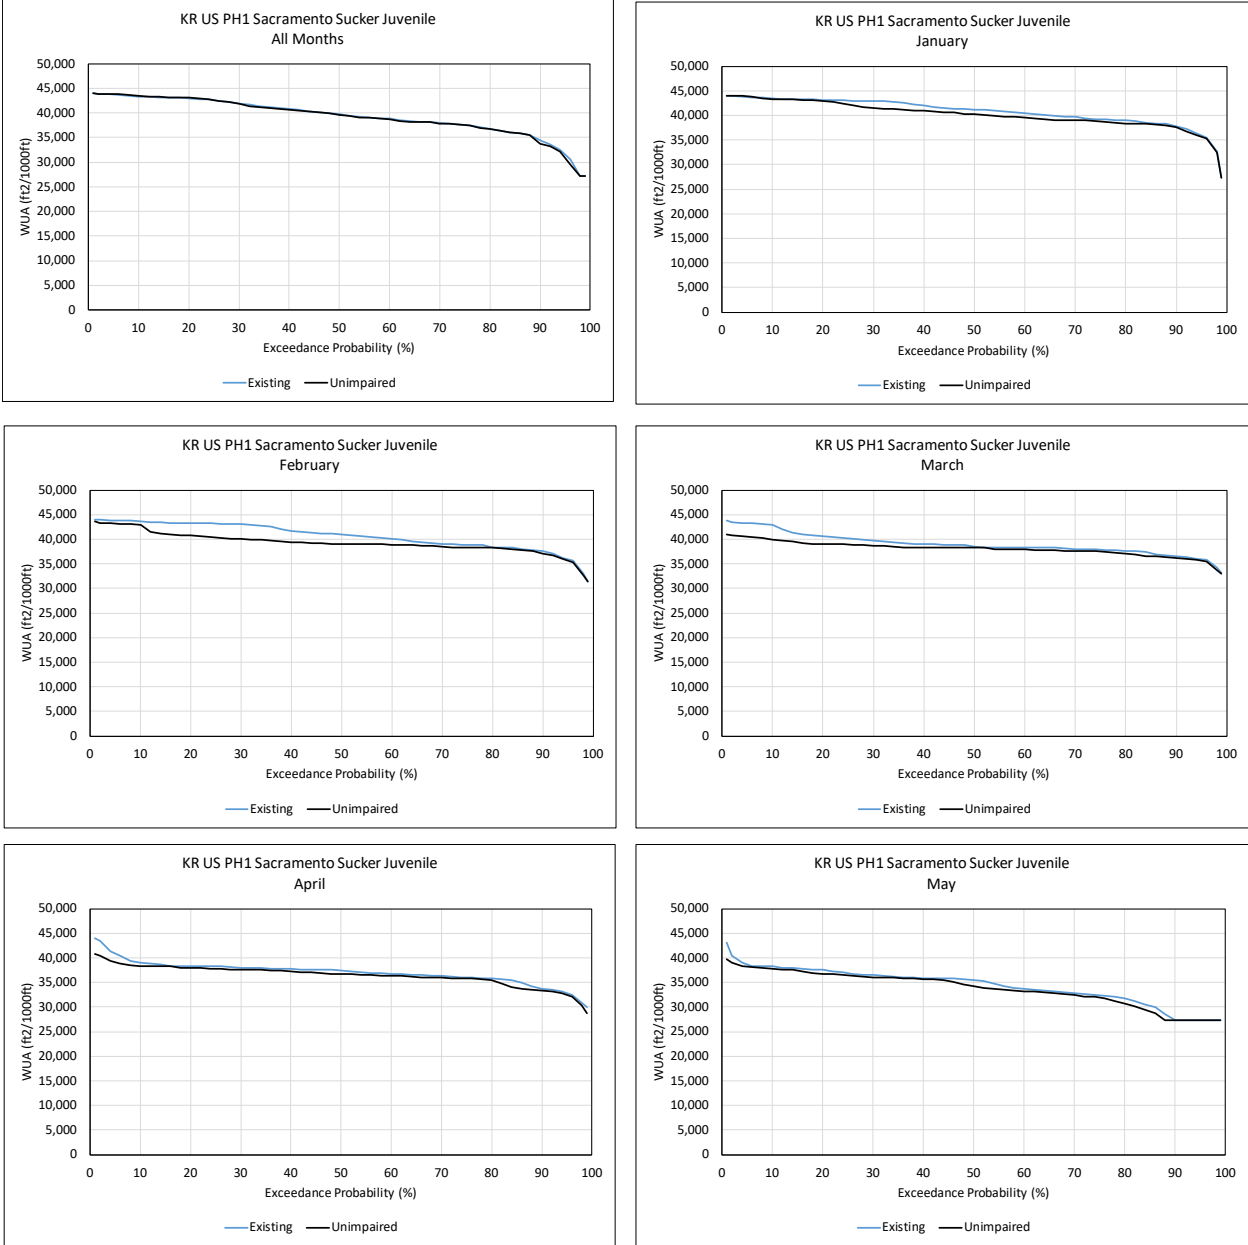 KR US PH1 Sacramento Sucker Juvenile
All Months
50,000
45,000
40,000
35,000
30,000
25,000
20,000
15,000
10,000
5,000
0
WUA (ft2/1000ft)
0 10 20 30 40 50 60 70 80 90 100
Exceedance Probability (%)
Existing Unimpaired
KR US PH1 Sacramento Sucker Juvenile
January
50,000
45,000
40,000
35,000
30,000
25,000
20,000
15,000
10,000
5,000
0
WUA (ft2/1000ft)
0 10 20 30 40 50 60 70 80 90 100
Exceedance Probability (%)
Existing Unimpaired
KR US PH1 Sacramento Sucker Juvenile
February
50,000
45,000
40,000
35,000
30,000
25,000
20,000
15,000
10,000
5,000
0
WUA (ft2/1000ft)
0 10 20 30 40 50 60 70 80 90 100
Exceedance Probability (%)
Existing Unimpaired
KR US PH1 Sacramento Sucker Juvenile
March
50,000
45,000
40,000
35,000
30,000
25,000
20,000
15,000
10,000
5,000
0
WUA (ft2/1000ft)
0 10 20 30 40 50 60 70 80 90 100
Exceedance Probability (%)
Existing Unimpaired
KR US PH1 Sacramento Sucker Juvenile
April
50,000
45,000
40,000
35,000
30,000
25,000
20,000
15,000
10,000
5,000
0
WUA (ft2/1000ft)
0 10 20 30 40 50 60 70 80 90 100
Exceedance Probability (%)
Existing Unimpaired
KR US PH1 Sacramento Sucker Juvenile
May
50,000
45,000
40,000
35,000
30,000
25,000
20,000
15,000
10,000
5,000
0
WUA (ft2/1000ft)
0 10 20 30 40 50 60 70 80 90 100
Exceedance Probability (%)
Existing Unimpaired